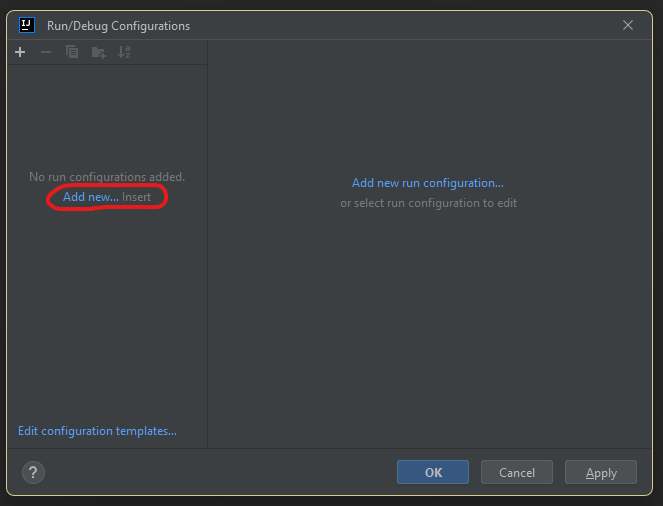 IJ
Run/Debug Configurations
No run configurations added.
Add new... Insert
Add new run configuration...
or select run configuration to edit
Edit configuration templates...
?
OK
Cancel
Apply